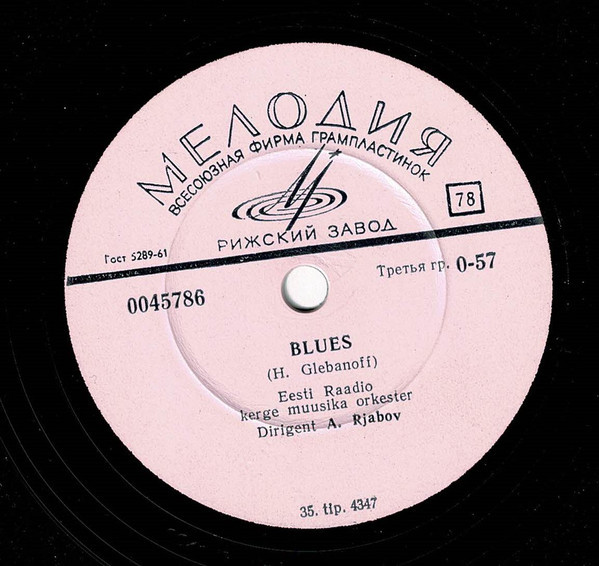 МЕЛОДИЯ
ВСЕСОЮЗНАЯ ФИРМА ГРАМПЛАСТИНОК
78
РИЖСКИЙ ЗАВОД
Гост 5289-61
Третья гр. 0-57
0045786
BLUES
(H. Glebanoff)
Eesti Raadio
kerge muusika orkester
Dirigent A. Rjabov
35. tip. 4347